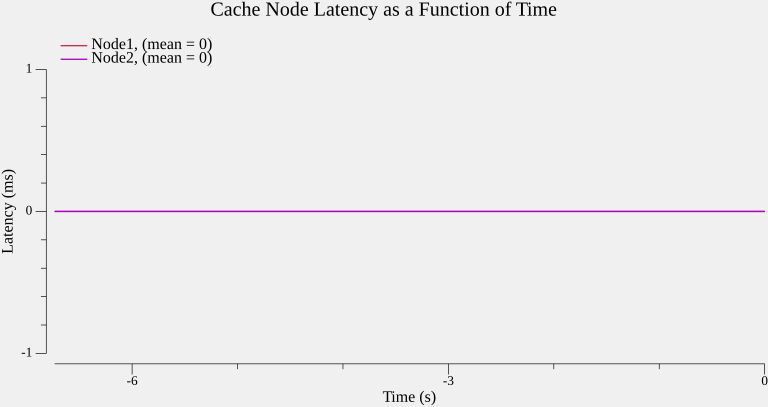 Cache Node Latency as a Function of Time
Node1, (mean = 0)
Node2, (mean = 0)
1
0
-1
Latency (ms)
-6
-3
0
Time (s)